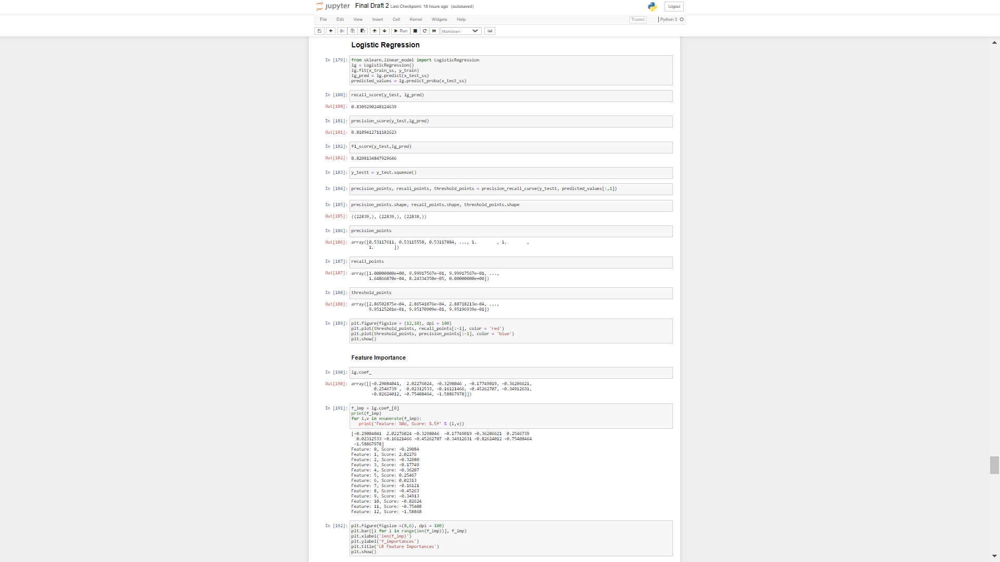 jupyter Final Draft 2 Last Checkpoint: 18 hours ago (autosaved)
Logout
File Edit View Insert Cell Kernel Widgets Help
Trusted
Python 3
Run
Markdown
Logistic Regression
In [179]: from sklearn.linear_model import LogisticRegression
lg = LogisticRegression()
lg.fit(x_train_ss, y_train)
lg_pred = lg.predict(x_test_ss)
predicted_values = lg.predict_proba(x_test_ss)
In [180]: recall_score(y_test, lg_pred)
Out[180]: 0.8309290248124639
In [181]: precision_score(y_test,lg_pred)
Out[181]: 0.8109412711182623
In [182]: f1_score(y_test,lg_pred)
Out[182]: 0.8208134847929646
In [183]: y_testt = y_test.squeeze()
In [184]: precision_points, recall_points, threshold_points = precision_recall_curve(y_testt, predicted_values[:,1])
In [185]: precision_points.shape, recall_points.shape, threshold_points.shape
Out[185]: ((22839,), (22839,), (22838,))
In [186]: precision_points
Out[186]: array([0.53117611, 0.53115558, 0.53117884, ..., 1.        , 1.        ,
1.        ])
In [187]: recall_points
Out[187]: array([1.00000000e+00, 9.99917567e-01, 9.99917567e-01, ...,
1.64866870e-04, 8.24334350e-05, 0.00000000e+00])
In [188]: threshold_points
Out[188]: array([2.86502875e-04, 2.86541076e-04, 2.88718213e-04, ...,
9.95125201e-01, 9.95170909e-01, 9.95196939e-01])
In [189]: plt.figure(figsize = (12,10), dpi = 100)
plt.plot(threshold_points, recall_points[:-1], color = 'red')
plt.plot(threshold_points, precision_points[:-1], color = 'blue')
plt.show()
Feature Importance
In [190]: lg.coef_
Out[190]: array([[-0.29084041,  2.02276024, -0.3298046 , -0.17749019, -0.36206621,
0.2546739 ,  0.02312533, -0.16121466, -0.45262707, -0.34912631,
-0.82624012, -0.75408464, -1.58867978]])
In [191]: f_imp = lg.coef_[0]
print(f_imp)
for i,v in enumerate(f_imp):
print('Feature: %0d, Score: %.5f' % (i,v))
[-0.29084041  2.02276024 -0.3298046  -0.17749019 -0.36206621  0.2546739
0.02312533 -0.16121466 -0.45262707 -0.34912631 -0.82624012 -0.75408464
-1.58867978]
Feature: 0, Score: -0.29084
Feature: 1, Score: 2.02276
Feature: 2, Score: -0.32980
Feature: 3, Score: -0.17749
Feature: 4, Score: -0.36207
Feature: 5, Score: 0.25467
Feature: 6, Score: 0.02313
Feature: 7, Score: -0.16121
Feature: 8, Score: -0.45263
Feature: 9, Score: -0.34913
Feature: 10, Score: -0.82624
Feature: 11, Score: -0.75408
Feature: 12, Score: -1.58868
In [192]: plt.figure(figsize =(8,6), dpi = 100)
plt.bar([i for i in range(len(f_imp))], f_imp)
plt.xlabel('len(f_imp)')
plt.ylabel('f_importances')
plt.title('LR Feature Importances')
plt.show()